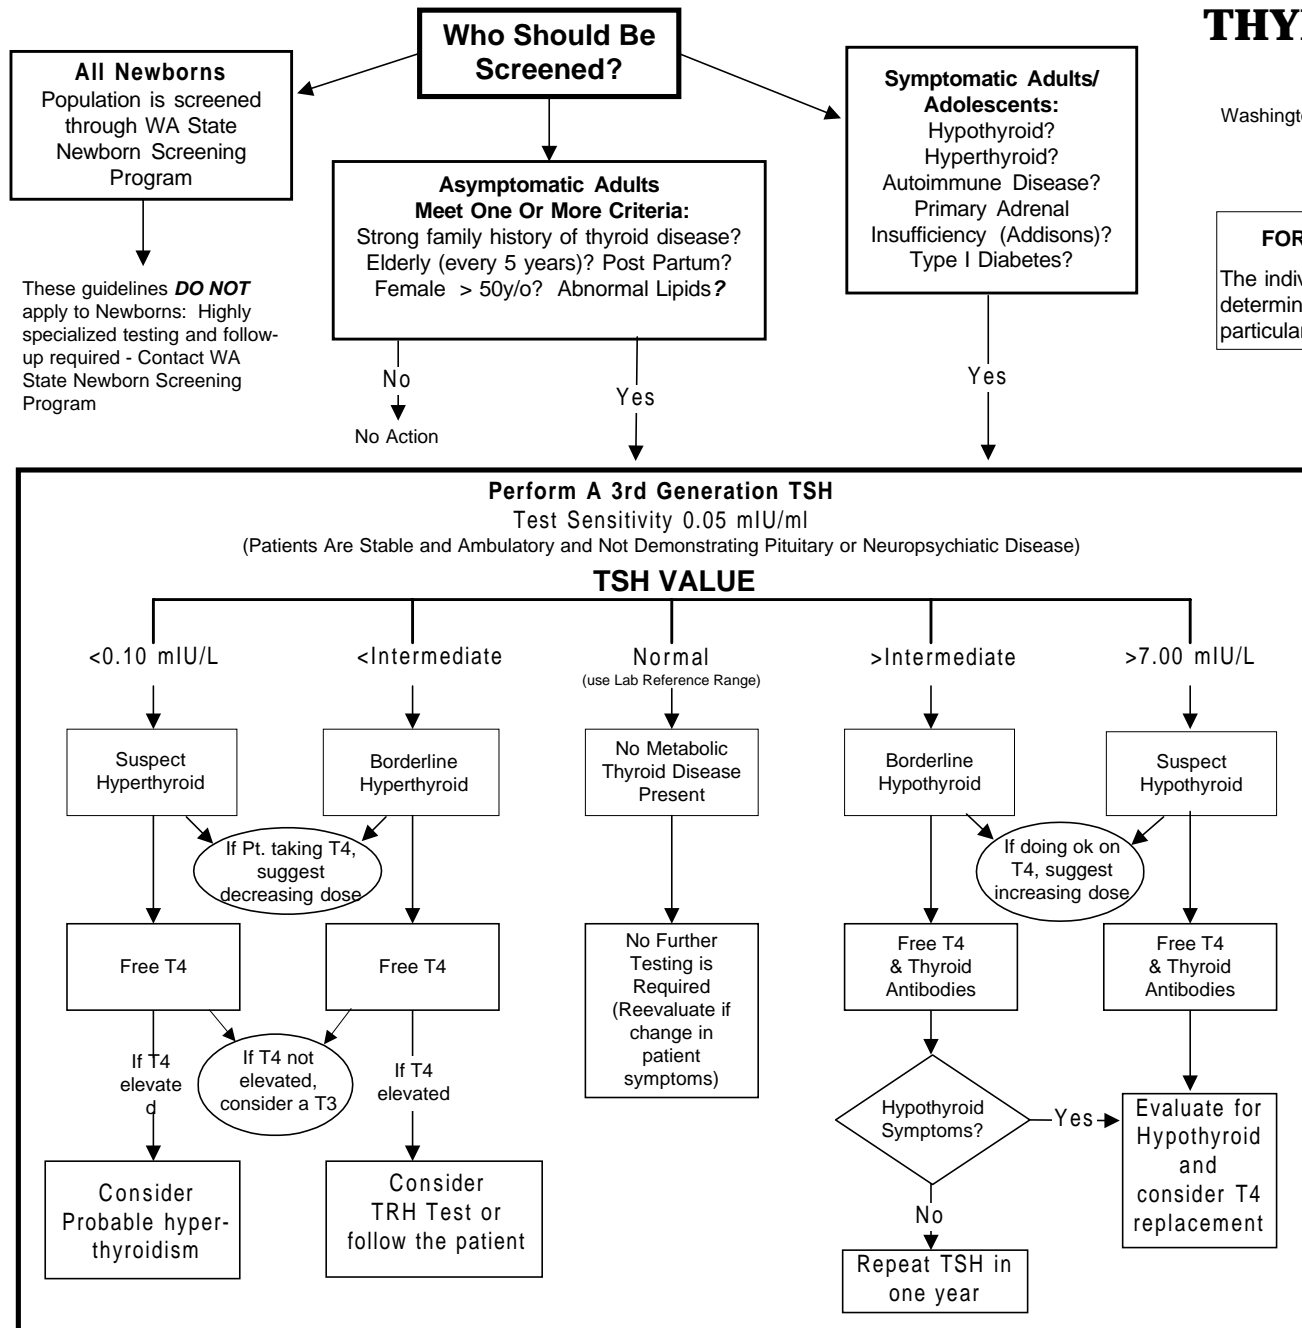 Who Should Be
Screened?
THY
All Newborns
Population is screened
through WA State
Newborn Screening
Program
Symptomatic Adults/
Adolescents:
Hypothyroid?
Hyperthyroid?
Autoimmune Disease?
Primary Adrenal
Insufficiency (Addisons)?
Type I Diabetes?
Washingt
Asymptomatic Adults
Meet One Or More Criteria:
Strong family history of thyroid disease?
Elderly (every 5 years)? Post Partum?
Female > 50y/o? Abnormal Lipids?
FOR
The indiv
determin
particular
These guidelines DO NOT
apply to Newborns: Highly
specialized testing and follow-
up required - Contact WA
State Newborn Screening
Program
No
No Action
Yes
Yes
Perform A 3rd Generation TSH
Test Sensitivity 0.05 mIU/ml
(Patients Are Stable and Ambulatory and Not Demonstrating Pituitary or Neuropsychiatic Disease)
TSH VALUE
<0.10 mIU/L
<Intermediate
Normal
(use Lab Reference Range)
>Intermediate
>7.00 mIU/L
Suspect
Hyperthyroid
Borderline
Hyperthyroid
No Metabolic
Thyroid Disease
Present
Borderline
Hypothyroid
Suspect
Hypothyroid
If Pt. taking T4,
suggest
decreasing dose
If doing ok on
T4, suggest
increasing dose
Free T4
Free T4
No Further
Testing is
Required
(Reevaluate if
change in
patient
symptoms)
Free T4
& Thyroid
Antibodies
Free T4
& Thyroid
Antibodies
If T4
elevate
d
If T4 not
elevated,
consider a T3
If T4
elevated
Hypothyroid
Symptoms?
Yes
Evaluate for
Hypothyroid
and
consider T4
replacement
Consider
Probable hyper-
thyroidism
Consider
TRH Test or
follow the patient
No
Repeat TSH in
one year